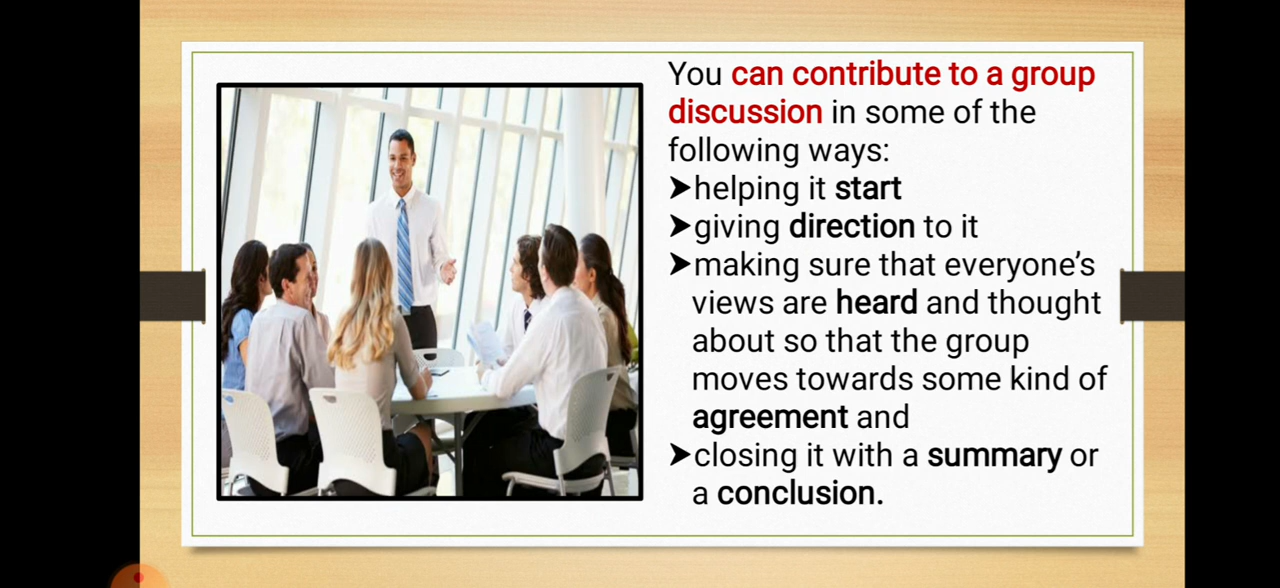 You can contribute to a group
discussion in some of the
following ways:
➤helping it start
➤giving direction to it
➤making sure that everyone’s
views are heard and thought
about so that the group
moves towards some kind of
agreement and
➤closing it with a summary or
a conclusion.